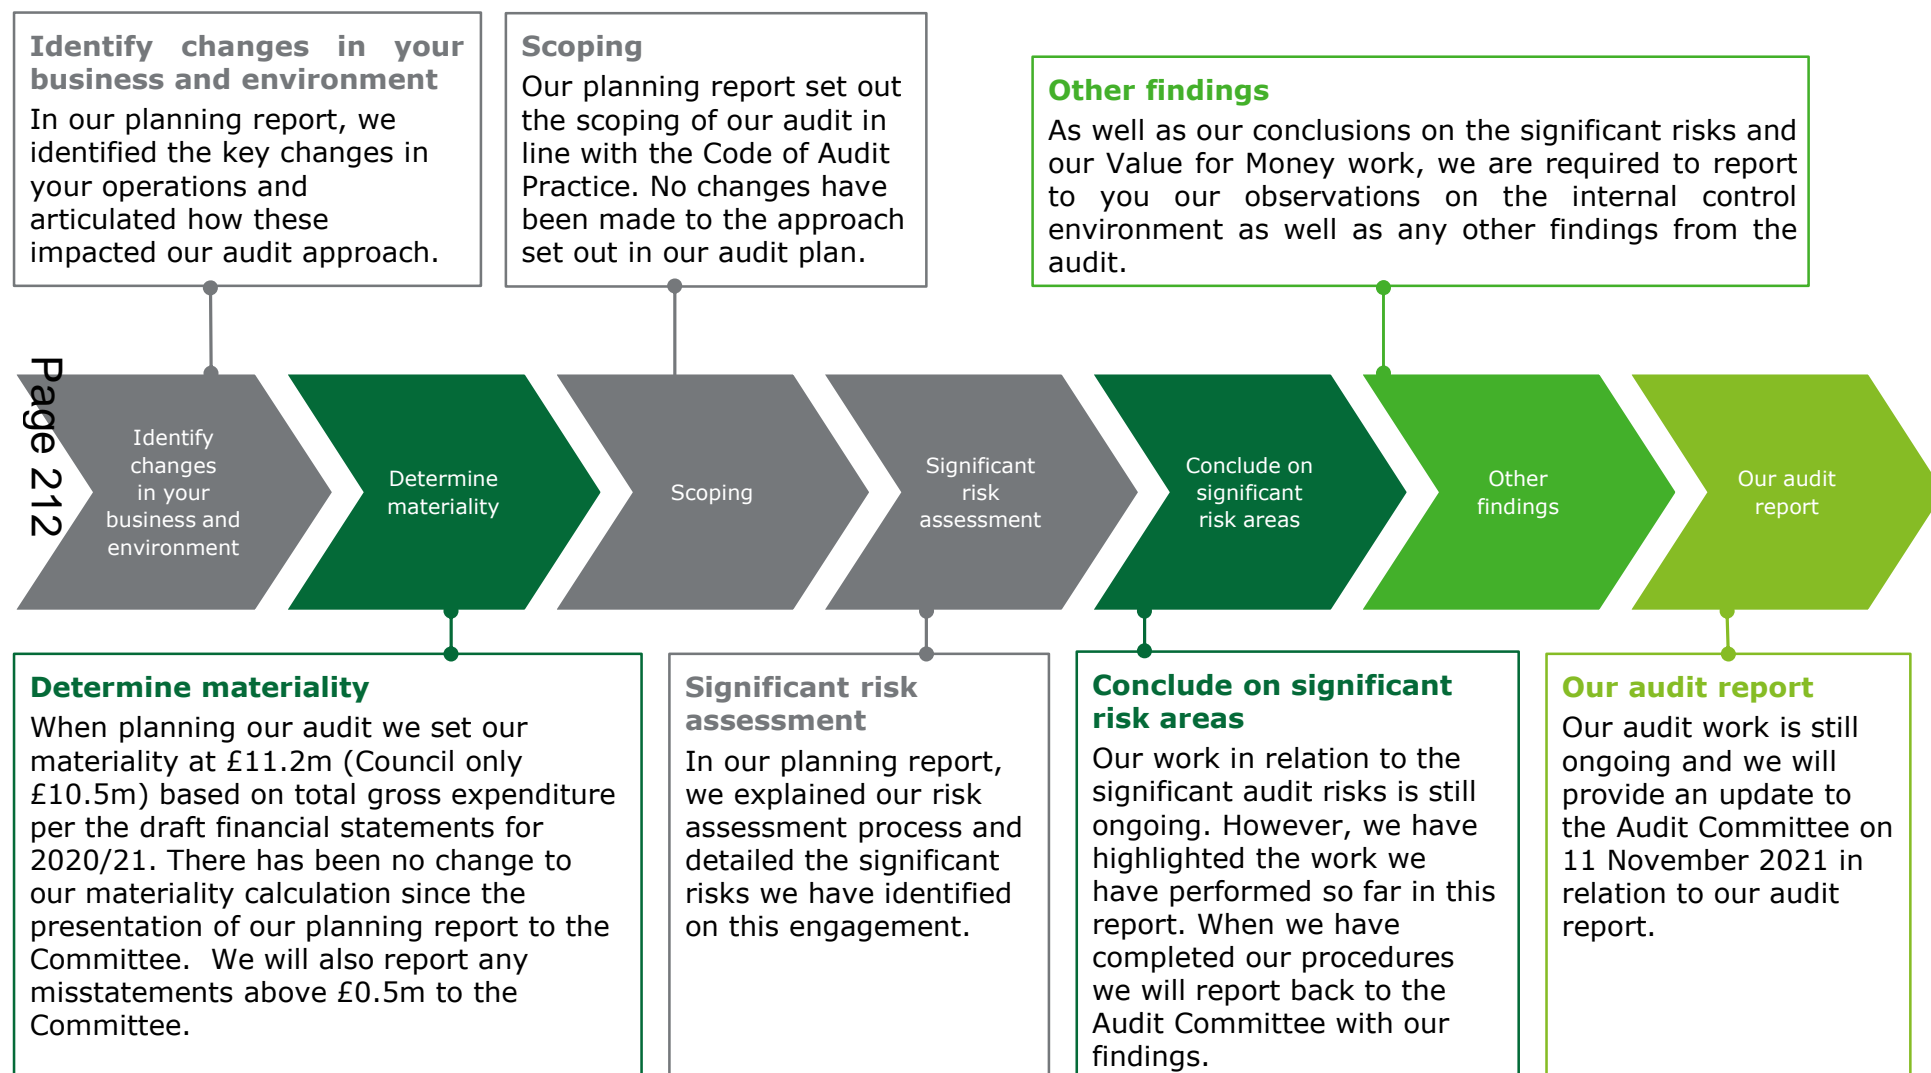 Identify changes in your
business and environment
In our planning report, we
identified the key changes in
your operations and
articulated how these
impacted our audit approach.
Scoping
Our planning report set out
the scoping of our audit in
line with the Code of Audit
Practice. No changes have
been made to the approach
set out in our audit plan.
Other findings
As well as our conclusions on the significant risks and
our Value for Money work, we are required to report
to you our observations on the internal control
environment as well as any other findings from the
audit.
Page 212
Identify
changes
in your
business and
environment
Determine
materiality
Scoping
Significant
risk
assessment
Conclude on
significant
risk areas
Other
findings
Our audit
report
Determine materiality
When planning our audit we set our
materiality at £11.2m (Council only
£10.5m) based on total gross expenditure
per the draft financial statements for
2020/21. There has been no change to
our materiality calculation since the
presentation of our planning report to the
Committee.  We will also report any
misstatements above £0.5m to the
Committee.
Significant risk
assessment
In our planning report,
we explained our risk
assessment process and
detailed the significant
risks we have identified
on this engagement.
Conclude on significant
risk areas
Our work in relation to the
significant audit risks is still
ongoing. However, we have
highlighted the work we
have performed so far in this
report. When we have
completed our procedures
we will report back to the
Audit Committee with our
findings.
Our audit report
Our audit work is still
ongoing and we will
provide an update to
the Audit Committee on
11 November 2021 in
relation to our audit
report.